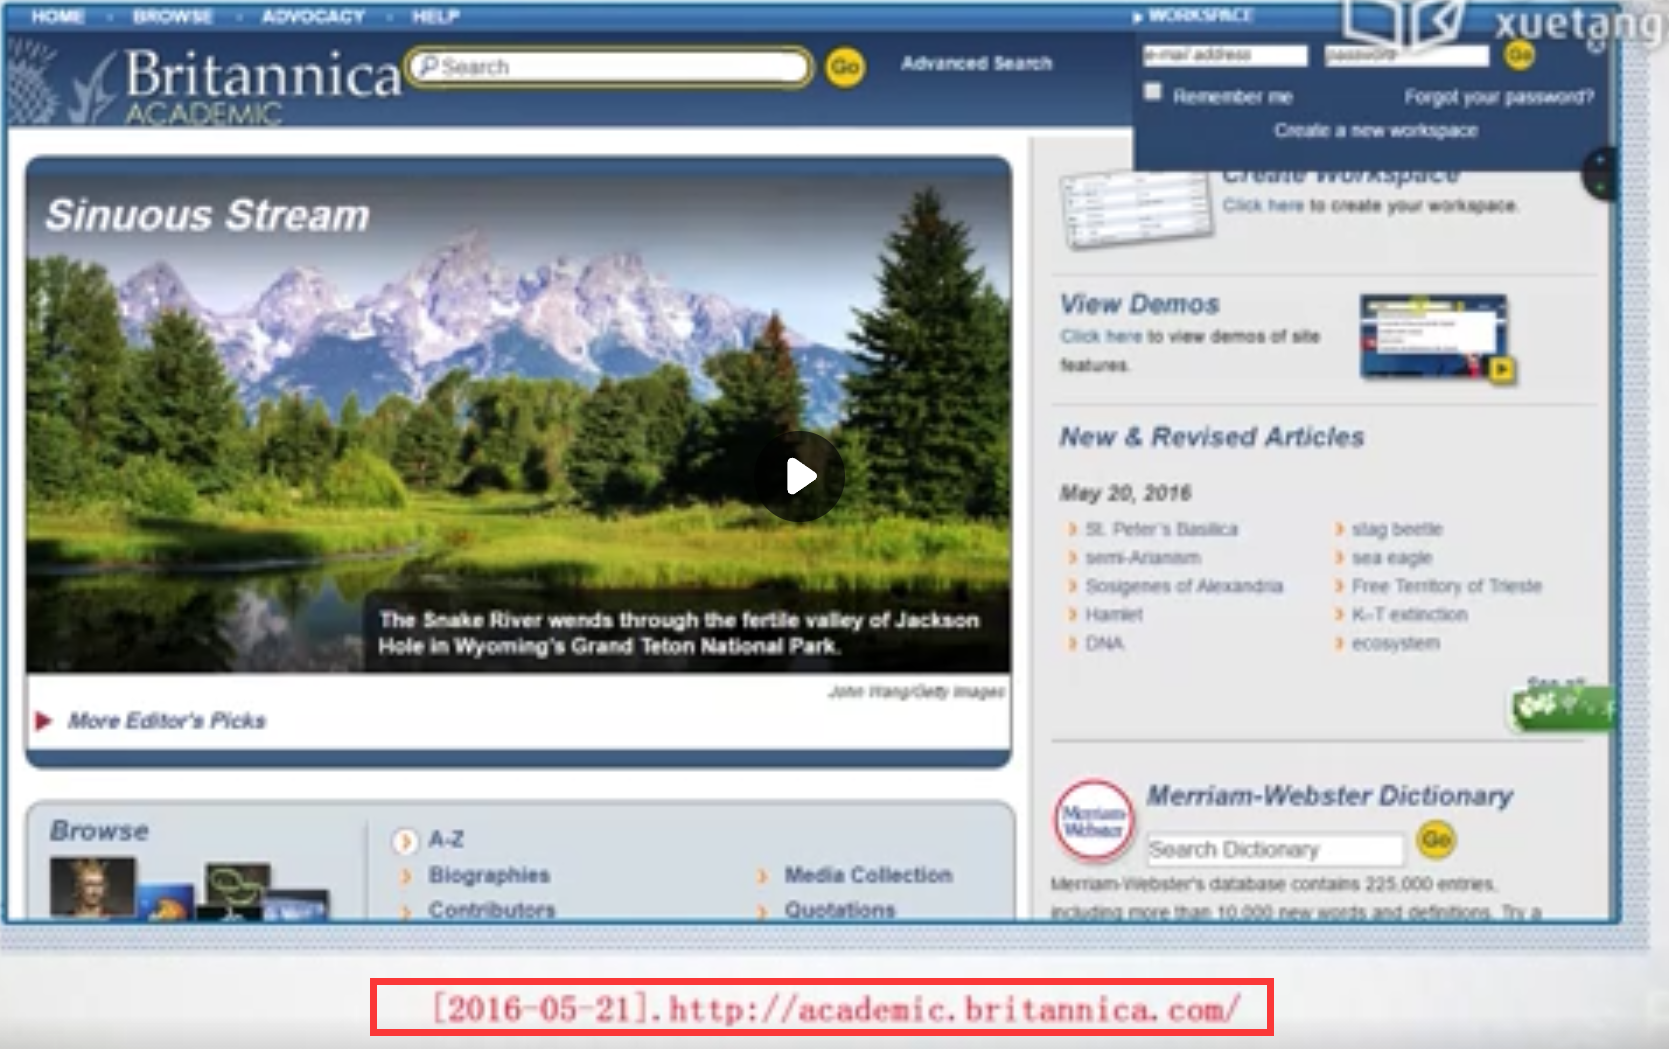 HOME · BROWSE · ADVOCACY · HELP
WORKSPACE
xuetang
Britannica
ACADEMIC
Search
Go
Advanced Search
e-mail address
password
Go
Remember me
Forgot your password?
Create a new workspace
Sinuous Stream
The Snake River wends through the fertile valley of Jackson
Hole in Wyoming's Grand Teton National Park.
John Wang/Getty Images
More Editor's Picks
Create Workspace
Click here to create your workspace.
View Demos
Click here to view demos of site
features.
New & Revised Articles
May 20, 2016
St. Peter's Basilica
semi-Arianism
Sosigenes of Alexandria
Hamlet
DNA
stag beetle
sea eagle
Free Territory of Trieste
K–T extinction
ecosystem
See all
Browse
A-Z
Biographies
Contributors
Media Collection
Quotations
Merriam-
Webster
Merriam-Webster Dictionary
Search Dictionary
Go
Merriam-Webster's database contains 225,000 entries,
including more than 10,000 new words and definitions. Try a
[2016-05-21].http://academic.britannica.com/